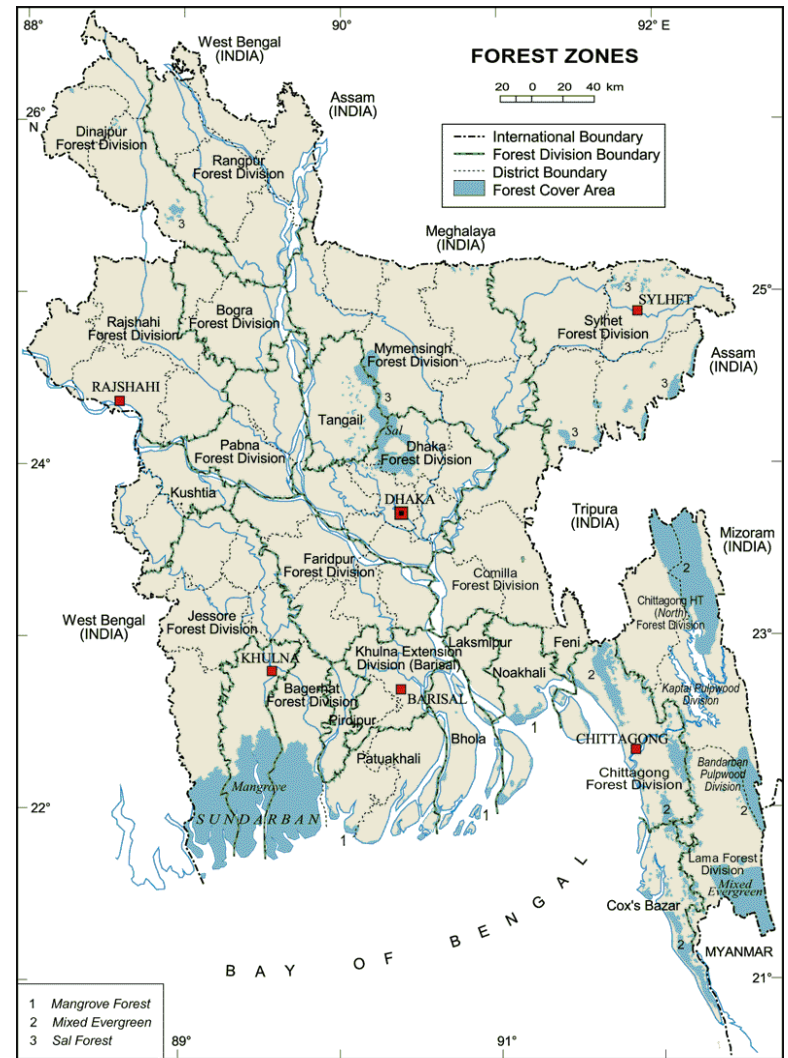 88°
90°
92° E
West Bengal
(INDIA)
FOREST ZONES
20 0 20 40 km
Assam
(INDIA)
26°
N
International Boundary
Forest Division Boundary
District Boundary
Forest Cover Area
Dinajpur
Forest Division
Rangpur
Forest Division
3
Meghalaya
(INDIA)
3
SYLHET
25°
Sylhet
Forest Division
Bogra
Forest Division
Rajshahi
Forest Division
Mymensingh
Forest Division
Assam
(INDIA)
RAJSHAHI
3
3
Tangail
Sal
3
Dhaka
Forest Division
Pabna
Forest Division
24°
Kushtia
DHAKA
Tripura
(INDIA)
Mizoram
(INDIA)
Faridpur
Forest Division
Comilla
Forest Division
2
Chittagong HT
(North)
Forest Division
West Bengal
(INDIA)
Jessore
Forest Division
23°
Khulna Extension
Division (Barisal)
Laksmipur
Feni
KHULNA
Noakhali
2
Bagerhat
Forest Division
BARISAL
Kaptai Pulpwood
Division
Pirojpur
1
Bhola
CHITTAGONG
Patuakhali
Bandarban
Pulpwood
Division
Chittagong
Forest Division
Mangrove
SUNDARBAN
22°
2
2
1
1
Lama Forest
Division
Mixed
Evergreen
Cox's Bazar
2
MYANMAR
BAY OF BENGAL
21°
1 Mangrove Forest
2 Mixed Evergreen
3 Sal Forest
89°
91°